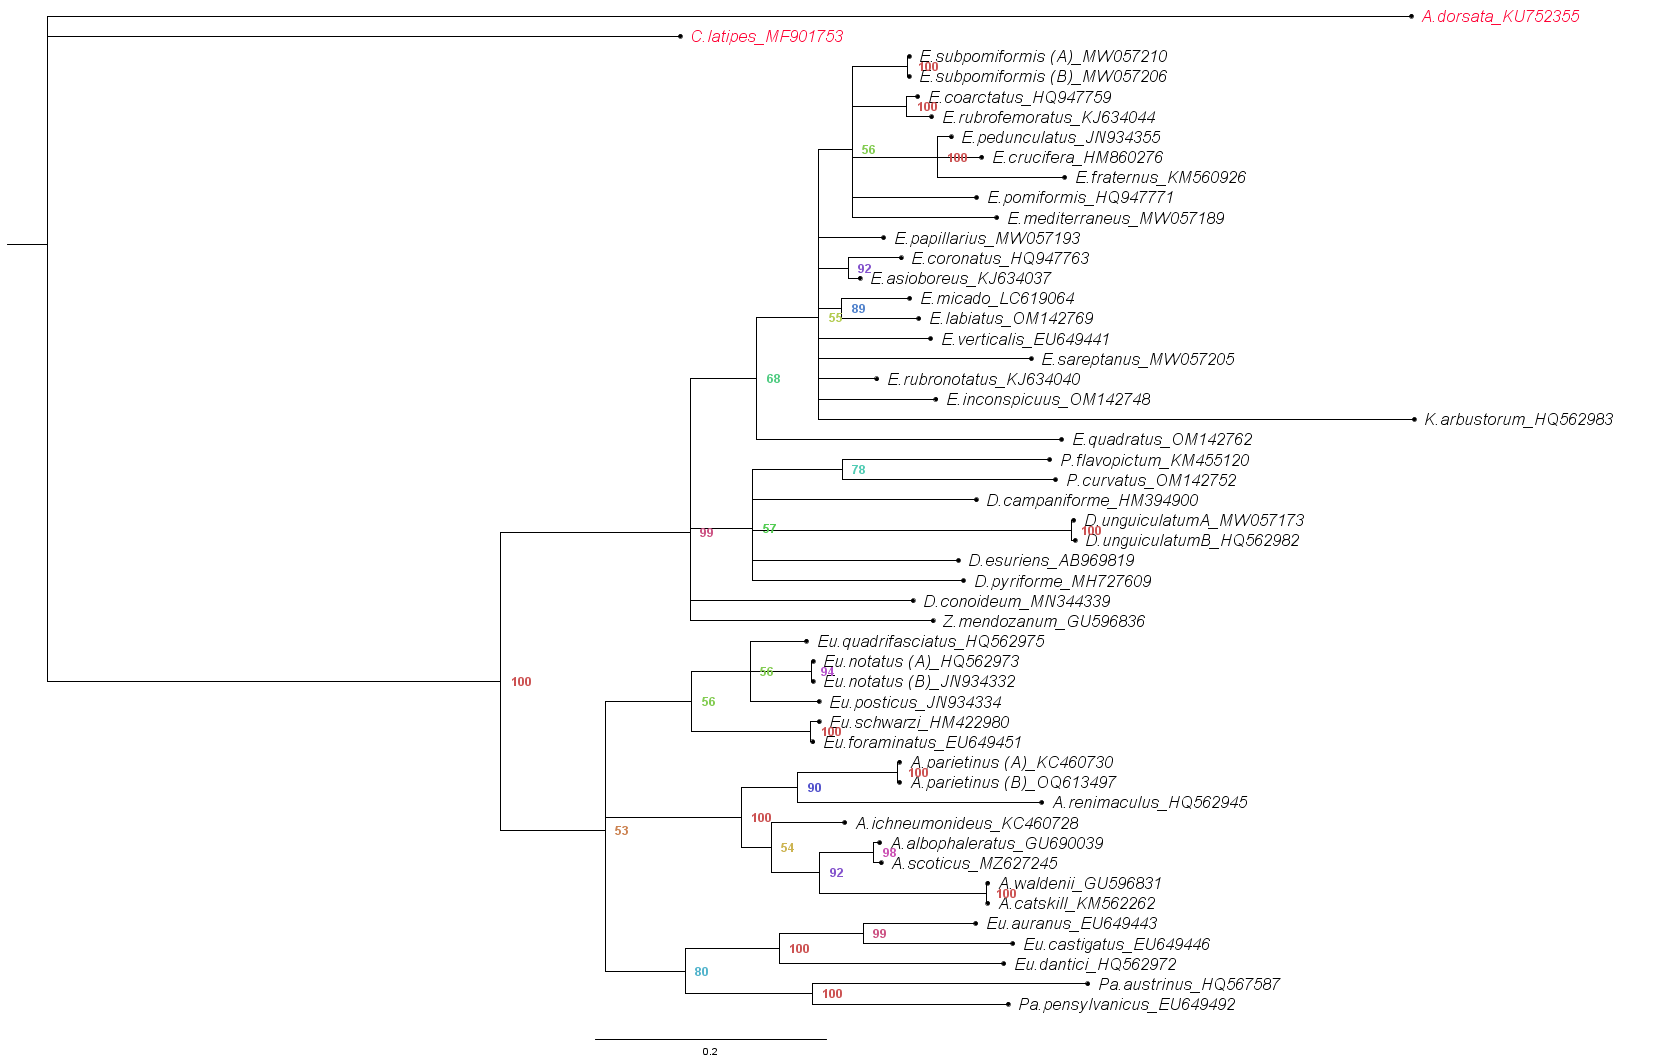 A.dorsata_KU752355
C.latipes_MF901753
E.subpomiformis (A)_MW057210
100
E.subpomiformis (B)_MW057206
E.coarctatus_HQ947759
100
E.rubrofemoratus_KJ634044
E.pedunculatus_JN934355
56
100
E.crucifera_HM860276
E.fraternus_KM560926
E.pomiformis_HQ947771
E.mediterraneus_MW057189
E.papillarius_MW057193
E.coronatus_HQ947763
92
E.asioboreus_KJ634037
E.micado_LC619064
89
55
E.labiatus_OM142769
E.verticalis_EU649441
E.sareptanus_MW057205
68
E.rubronotatus_KJ634040
E.inconspicuus_OM142748
K.arbustorum_HQ562983
E.quadratus_OM142762
P.flavopictum_KM455120
78
P.curvatus_OM142752
D.campaniforme_HM394900
D.unguiculatumA_MW057173
99
57
100
D.unguiculatumB_HQ562982
D.esuriens_AB969819
D.pyriforme_MH727609
D.conoideum_MN344339
Z.mendozanum_GU596836
Eu.quadrifasciatus_HQ562975
Eu.notatus (A)_HQ562973
56
94
Eu.notatus (B)_JN934332
100
56
Eu.posticus_JN934334
Eu.schwarzi_HM422980
100
Eu.foraminatus_EU649451
A.parietinus (A)_KC460730
100
A.parietinus (B)_OQ613497
90
A.renimaculus_HQ562945
100
A.ichneumonideus_KC460728
53
A.albophaleratus_GU690039
54
98
A.scoticus_MZ627245
92
A.waldenii_GU596831
100
A.catskill_KM562262
Eu.auranus_EU649443
99
Eu.castigatus_EU649446
100
Eu.dantici_HQ562972
80
Pa.austrinus_HQ567587
100
Pa.pensylvanicus_EU649492
0.2